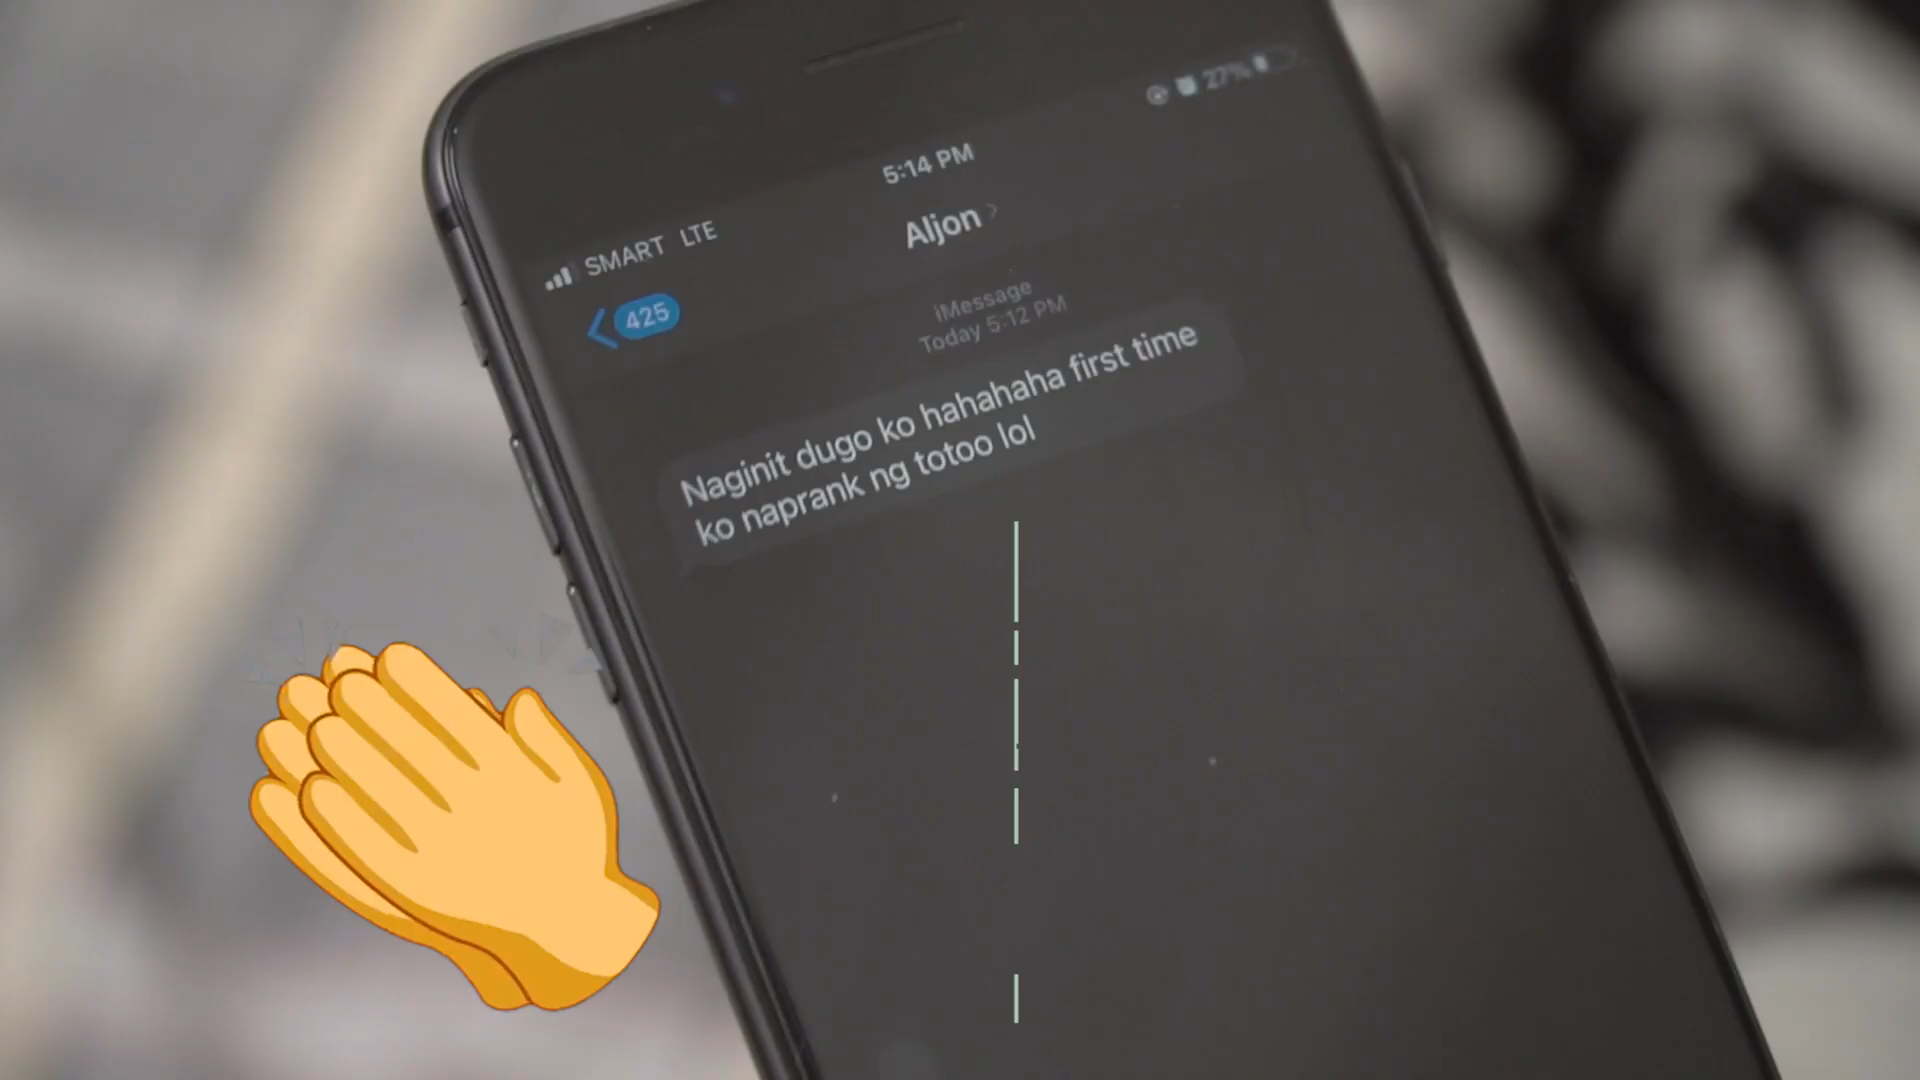 27%
5:14 PM
SMART LTE
Aljon
425
iMessage
Today 5:12 PM
Naginit dugo ko hahahaha first time
ko naprank ng totoo lol